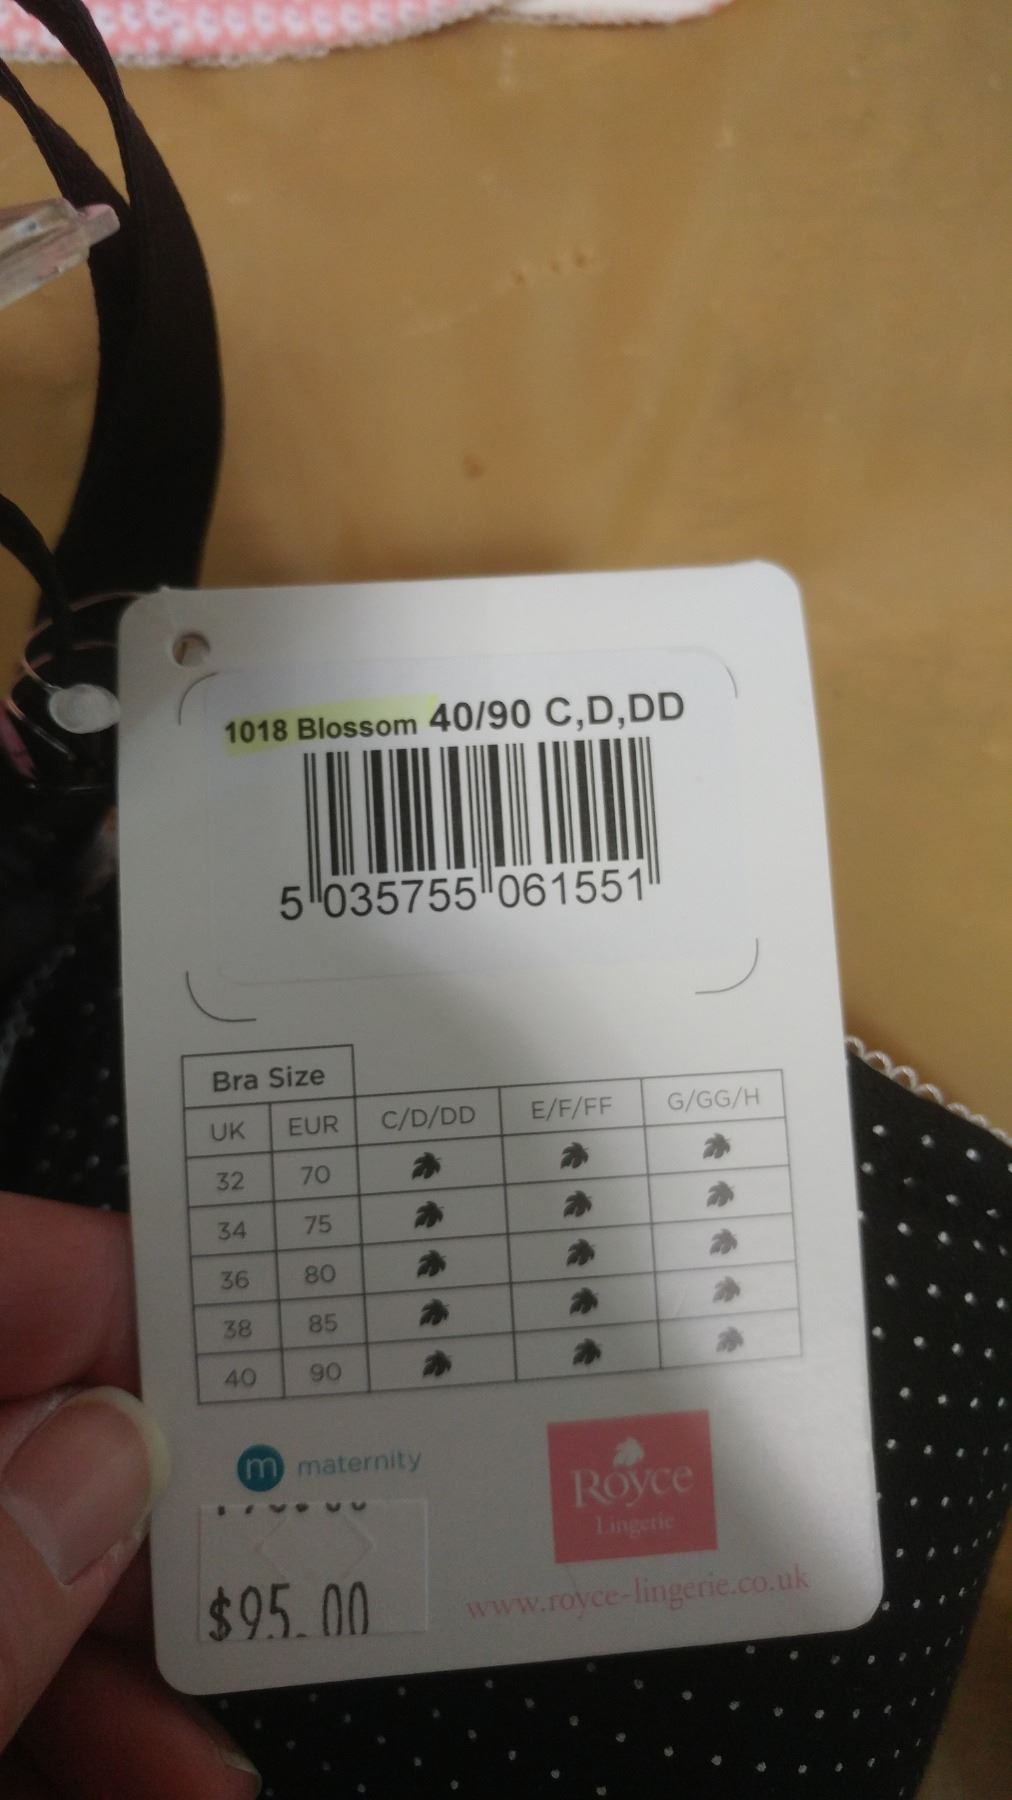 1018 Blossom 40/90 C,D,DD
5 035755 061551
Bra Size
UK EUR C/D/DD E/F/FF G/GG/H
32 70
34 75
36 80
38 85
40 90
m maternity
Royce
Lingerie
$95.00
www.royce-lingerie.co.uk